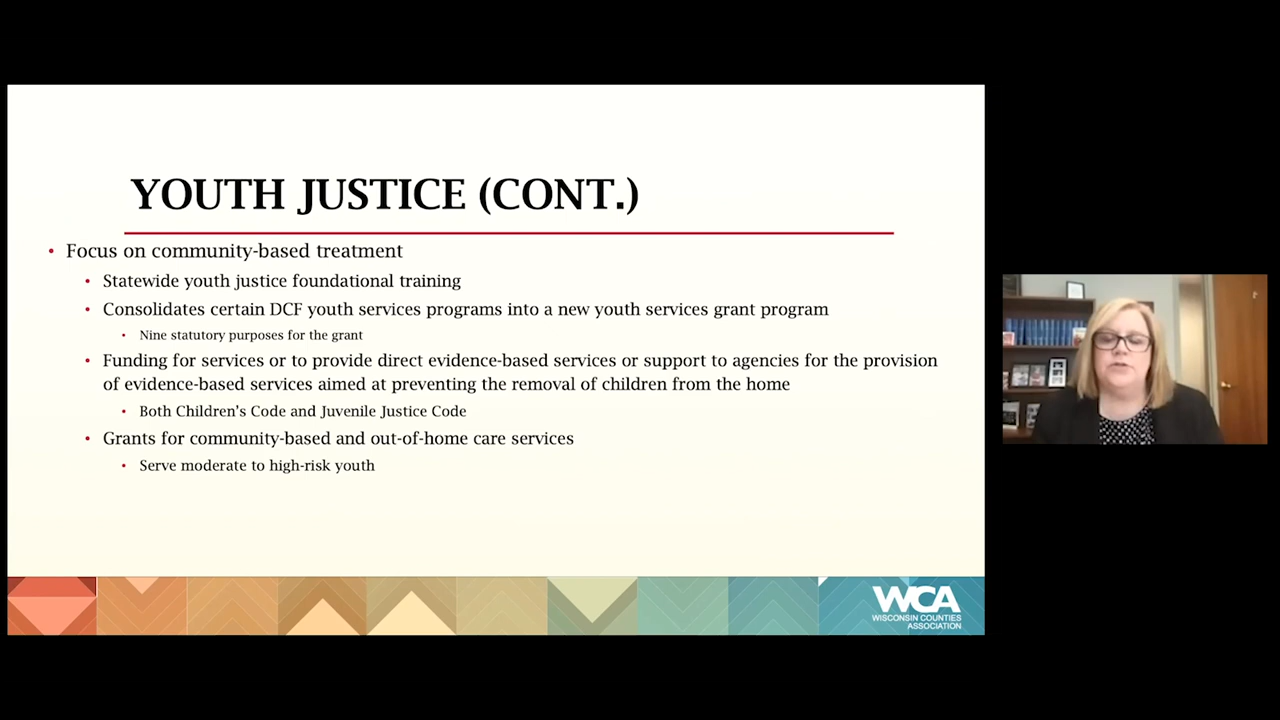 YOUTH JUSTICE (CONT.)
• Focus on community-based treatment
• Statewide youth justice foundational training
• Consolidates certain DCF youth services programs into a new youth services grant program
• Nine statutory purposes for the grant
• Funding for services or to provide direct evidence-based services or support to agencies for the provision
of evidence-based services aimed at preventing the removal of children from the home
• Both Children's Code and Juvenile Justice Code
• Grants for community-based and out-of-home care services
• Serve moderate to high-risk youth
WCA
WISCONSIN COUNTIES
ASSOCIATION